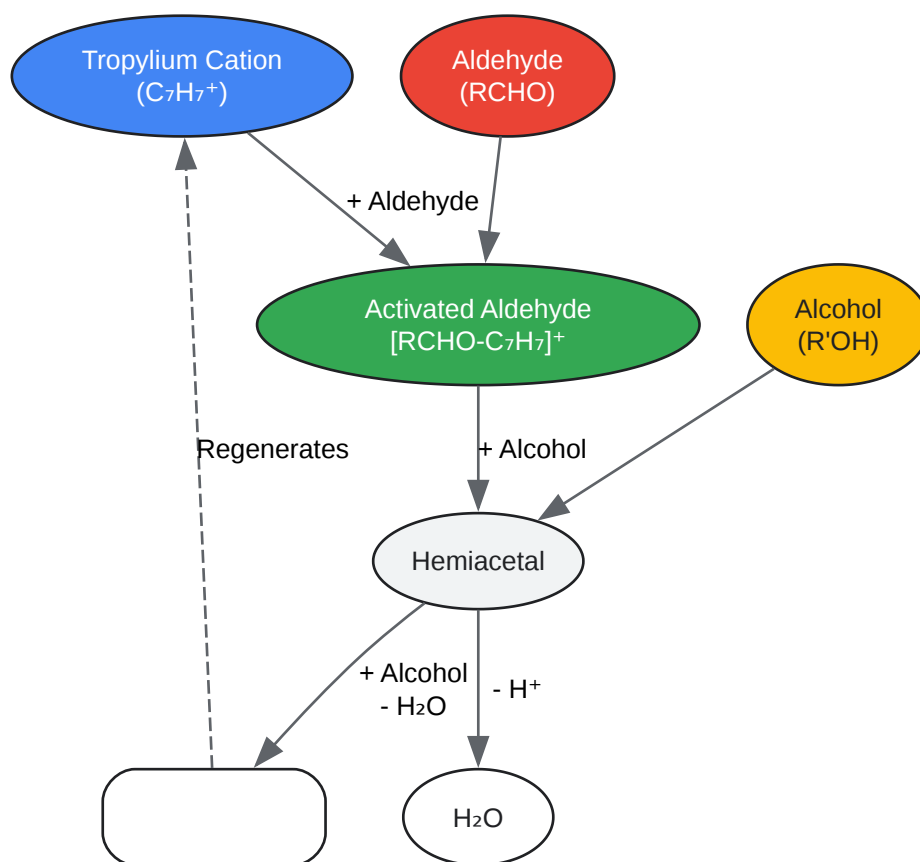 Tropylium Cation
(C₇H₇⁺)
Aldehyde
(RCHO)
+ Aldehyde
Activated Aldehyde
[RCHO-C₇H₇]⁺
Alcohol
(R'OH)
Regenerates
+ Alcohol
Hemiacetal
+ Alcohol
- H₂O
- H⁺
H₂O